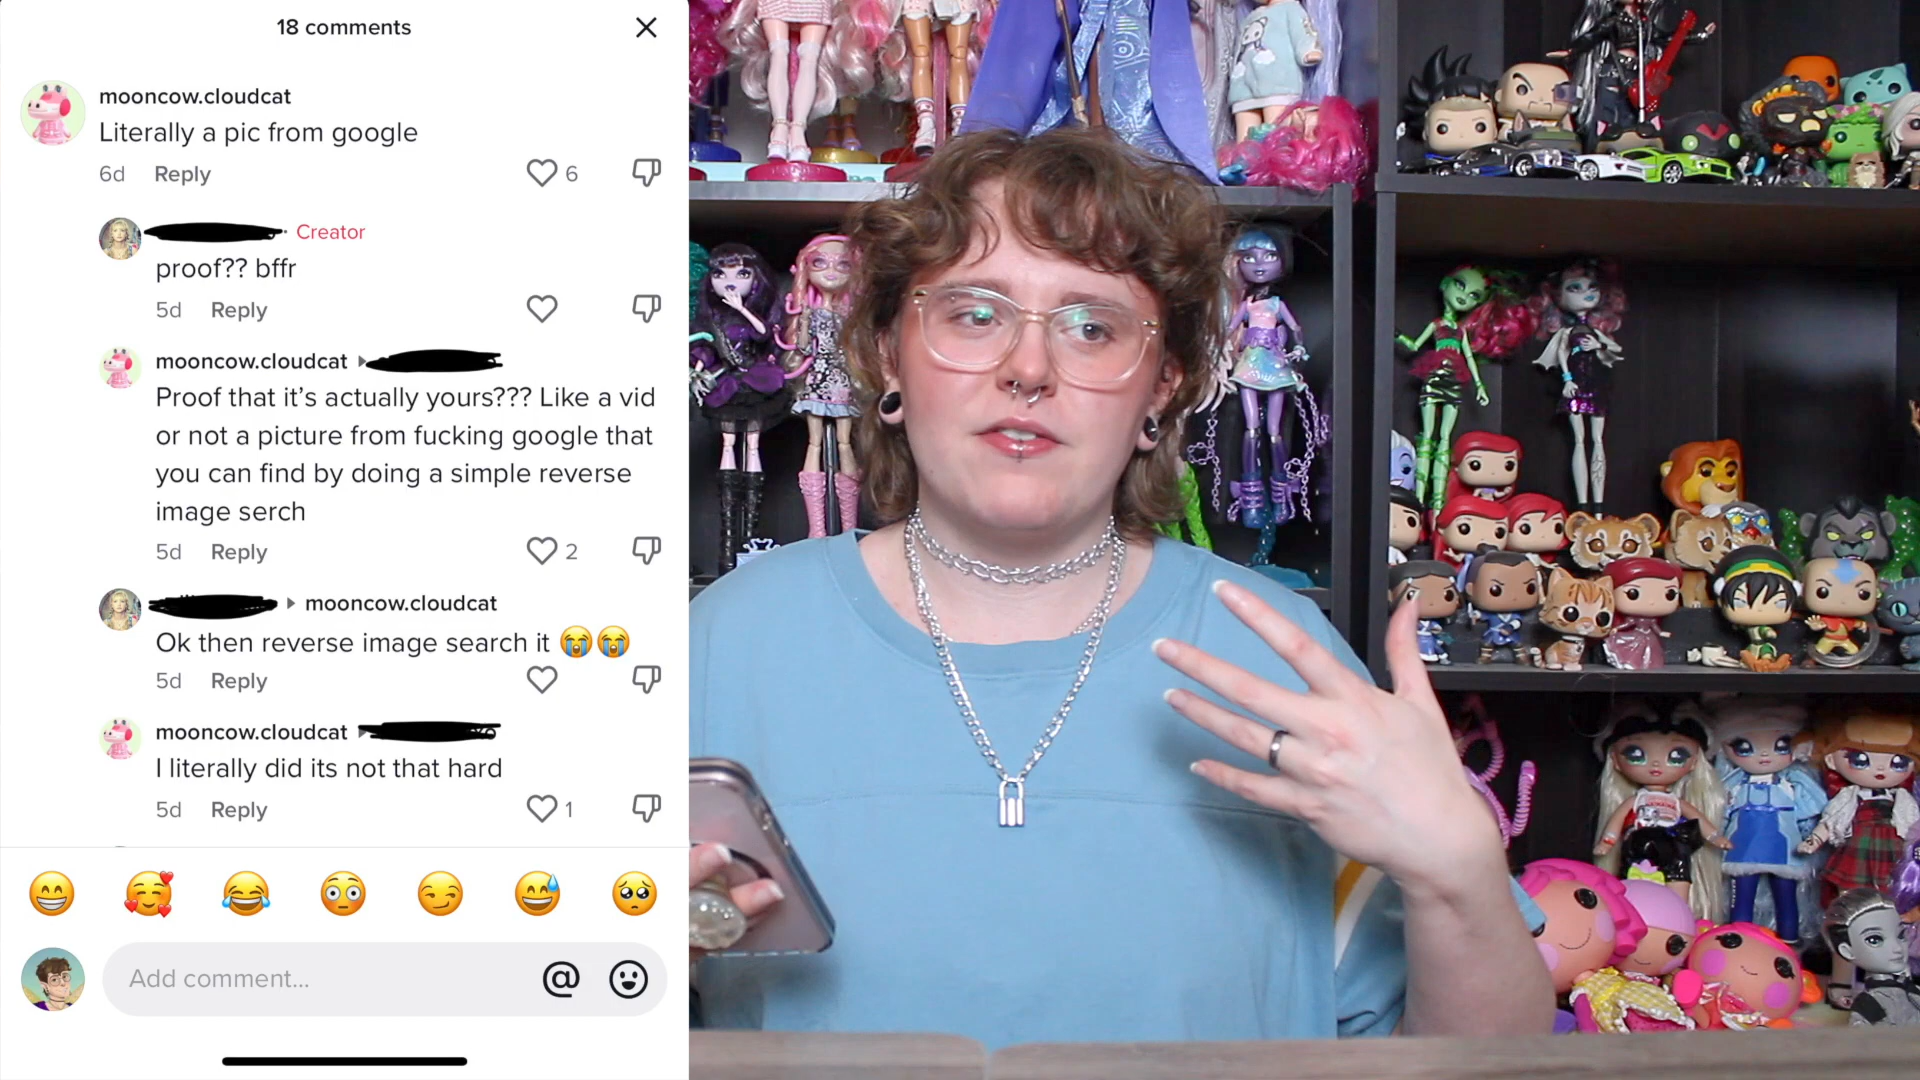 18 comments
mooncow.cloudcat
Literally a pic from google
6d Reply 6
Creator
proof?? bffr
5d Reply
mooncow.cloudcat
Proof that it's actually yours??? Like a vid
or not a picture from fucking google that
you can find by doing a simple reverse
image serch
5d Reply 2
mooncow.cloudcat
Ok then reverse image search it 😭😭
5d Reply
mooncow.cloudcat
I literally did its not that hard
5d Reply 1
Add comment...
@